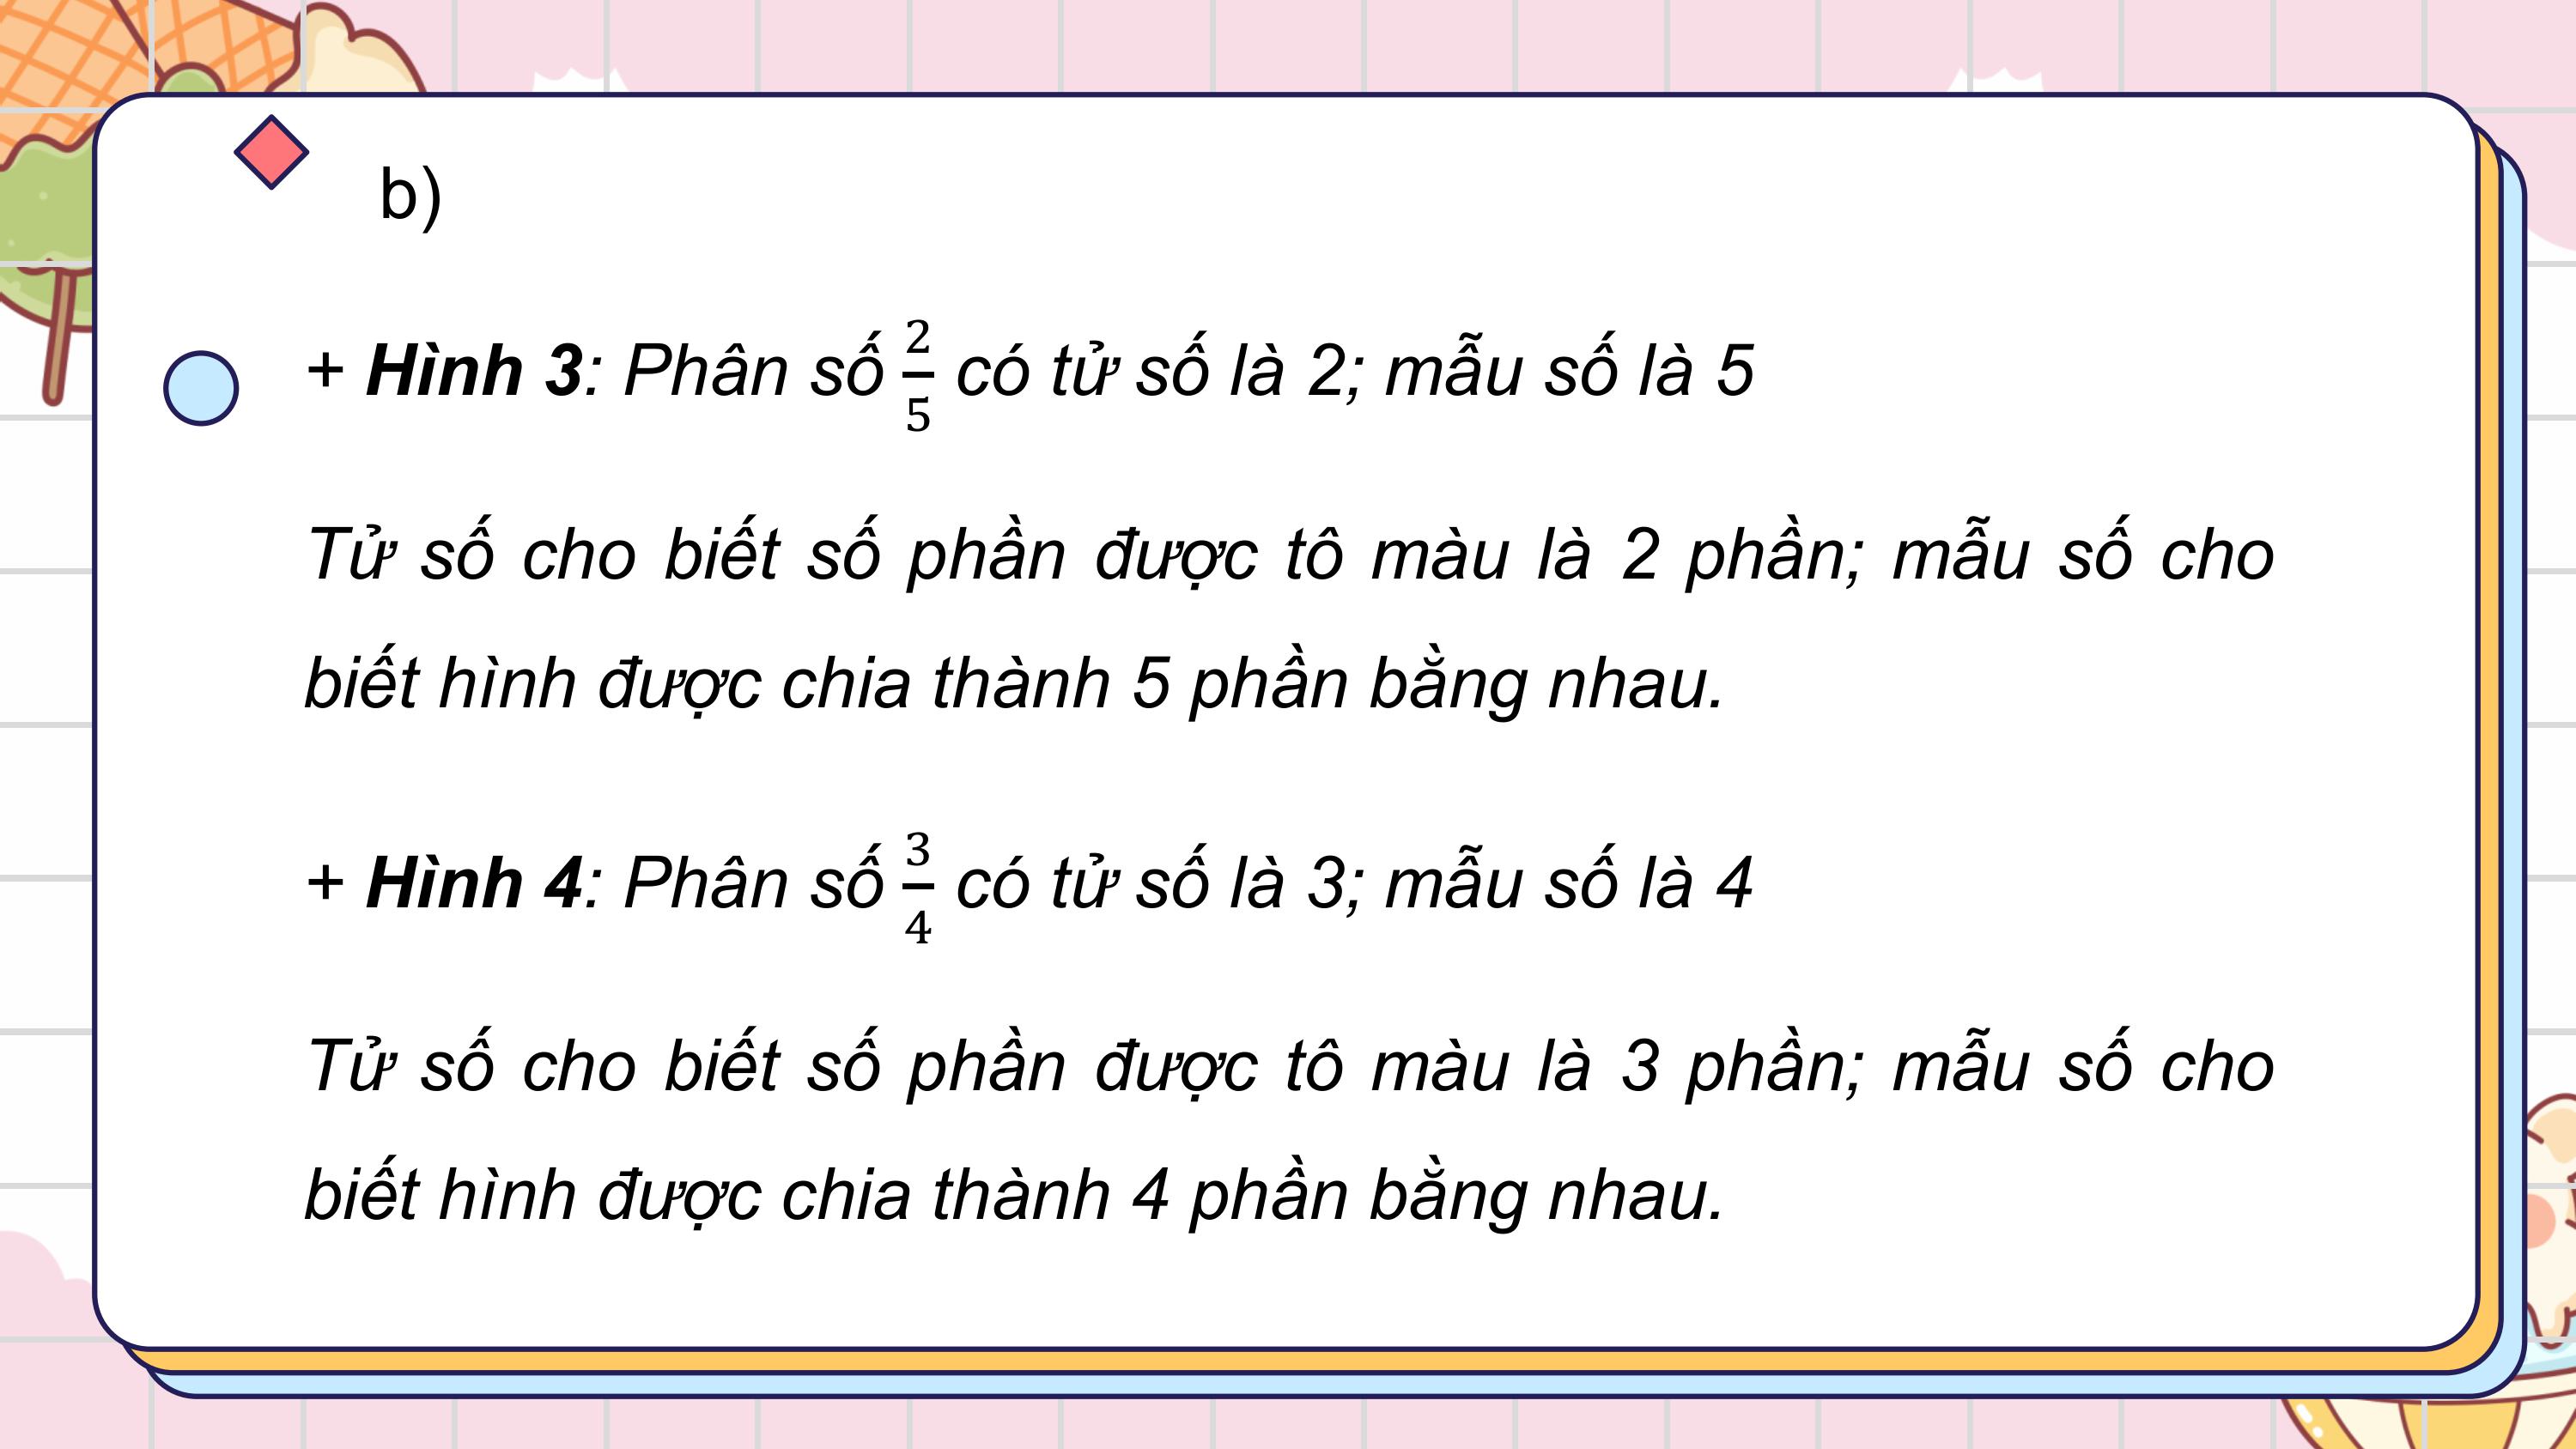 b)
+ Hình 3: Phân số 2/5 có tử số là 2; mẫu số là 5
Tử số cho biết số phần được tô màu là 2 phần; mẫu số cho
biết hình được chia thành 5 phần bằng nhau.
+ Hình 4: Phân số 3/4 có tử số là 3; mẫu số là 4
Tử số cho biết số phần được tô màu là 3 phần; mẫu số cho
biết hình được chia thành 4 phần bằng nhau.